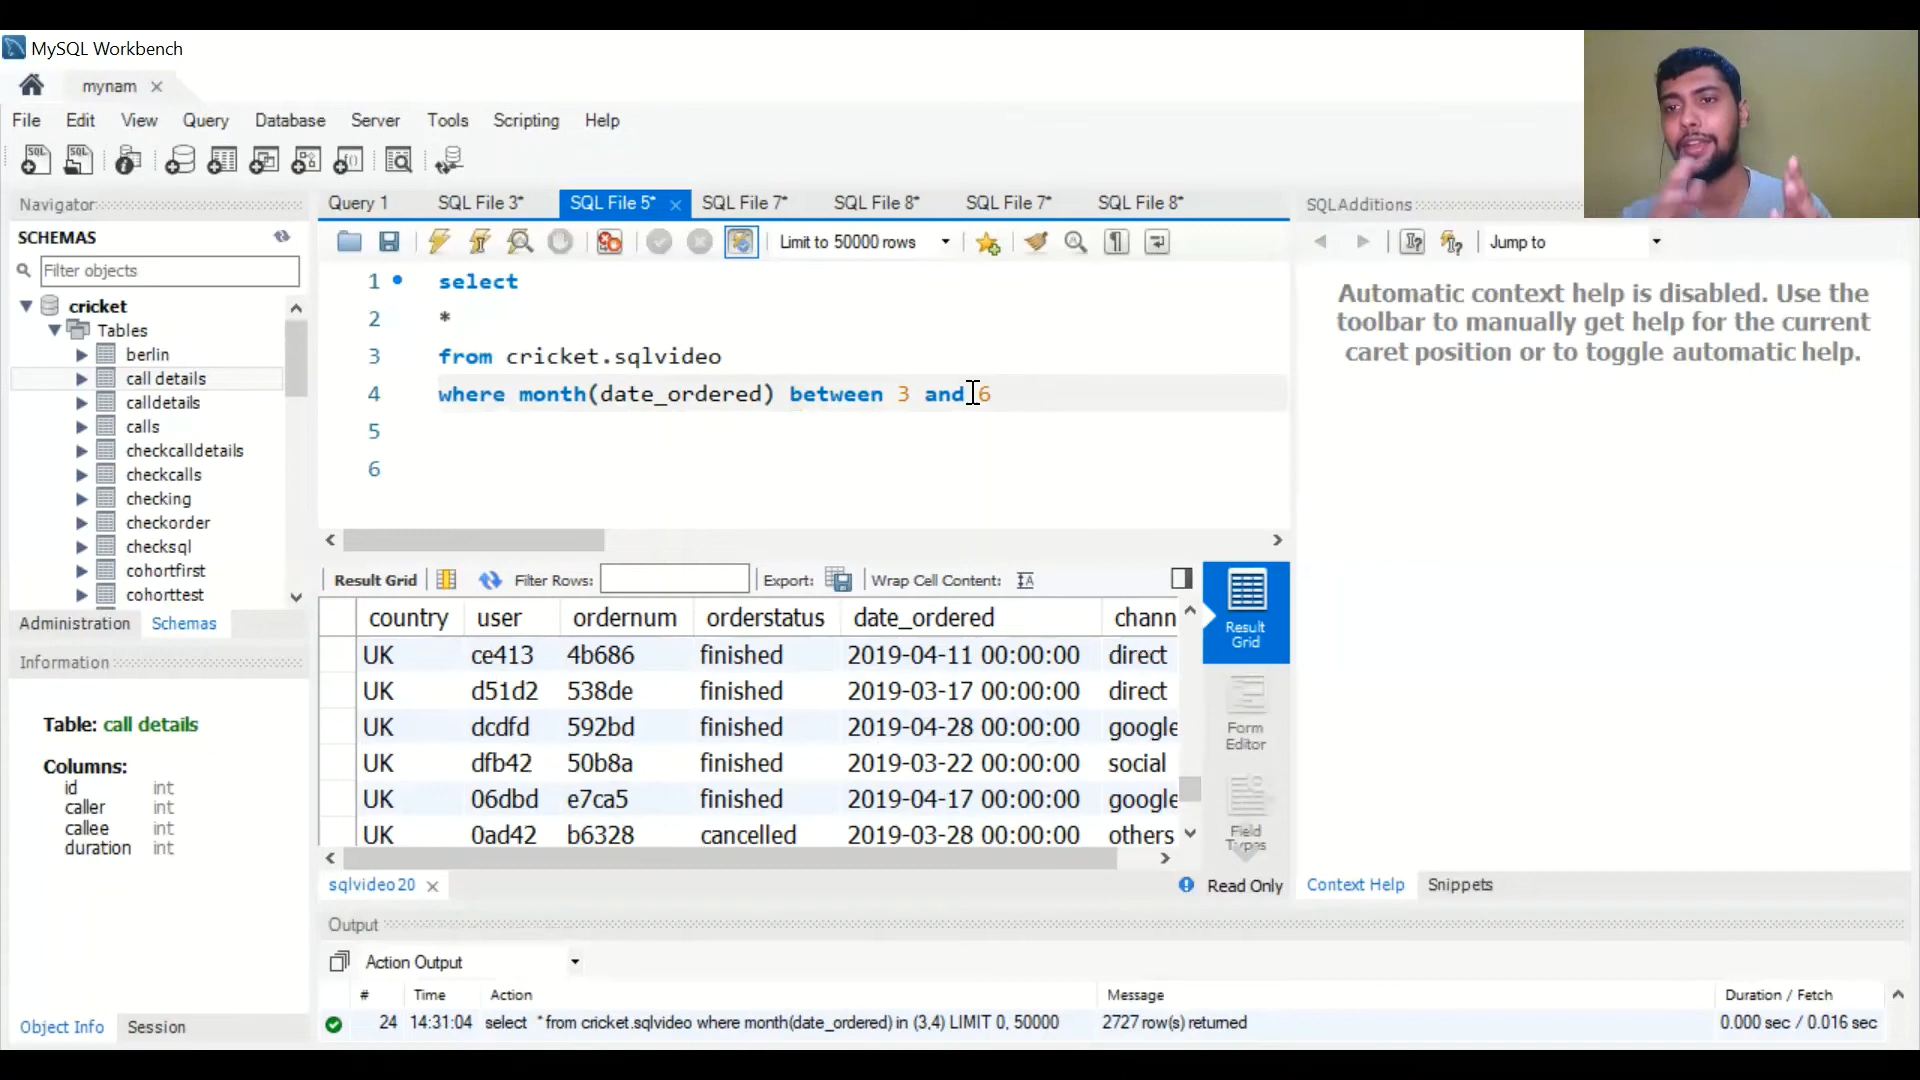 MySQL Workbench
mynam
File Edit View Query Database Server Tools Scripting Help
Navigator
SCHEMAS
Filter objects
cricket
Tables
berlin
call details
calldetails
calls
checkcalldetails
checkcalls
checking
checkorder
checksql
cohortfirst
cohorttest
Administration Schemas
Information
Table: call details
Columns:
id int
caller int
callee int
duration int
Object Info Session
Query 1 SQL File 3* SQL File 5* SQL File 7* SQL File 8* SQL File 7* SQL File 8*
Limit to 50000 rows
1 select
2 *
3 from cricket.sqlvideo
4 where month(date_ordered) between 3 and 6
5
6
Result Grid Filter Rows: Export: Wrap Cell Content:
country user ordernum orderstatus date_ordered chann
UK ce413 4b686 finished 2019-04-11 00:00:00 direct
UK d51d2 538de finished 2019-03-17 00:00:00 direct
UK dcdfd 592bd finished 2019-04-28 00:00:00 google
UK dfb42 50b8a finished 2019-03-22 00:00:00 social
UK 06dbd e7ca5 finished 2019-04-17 00:00:00 google
UK 0ad42 b6328 cancelled 2019-03-28 00:00:00 others
Result
Grid
Form
Editor
Field
Types
sqlvideo20
Read Only
Output
Action Output
# Time Action Message Duration / Fetch
24 14:31:04 select * from cricket.sqlvideo where month(date_ordered) in (3,4) LIMIT 0, 50000 2727 row(s) returned 0.000 sec / 0.016 sec
SQLAdditions
Jump to
Automatic context help is disabled. Use the
toolbar to manually get help for the current
caret position or to toggle automatic help.
Context Help Snippets